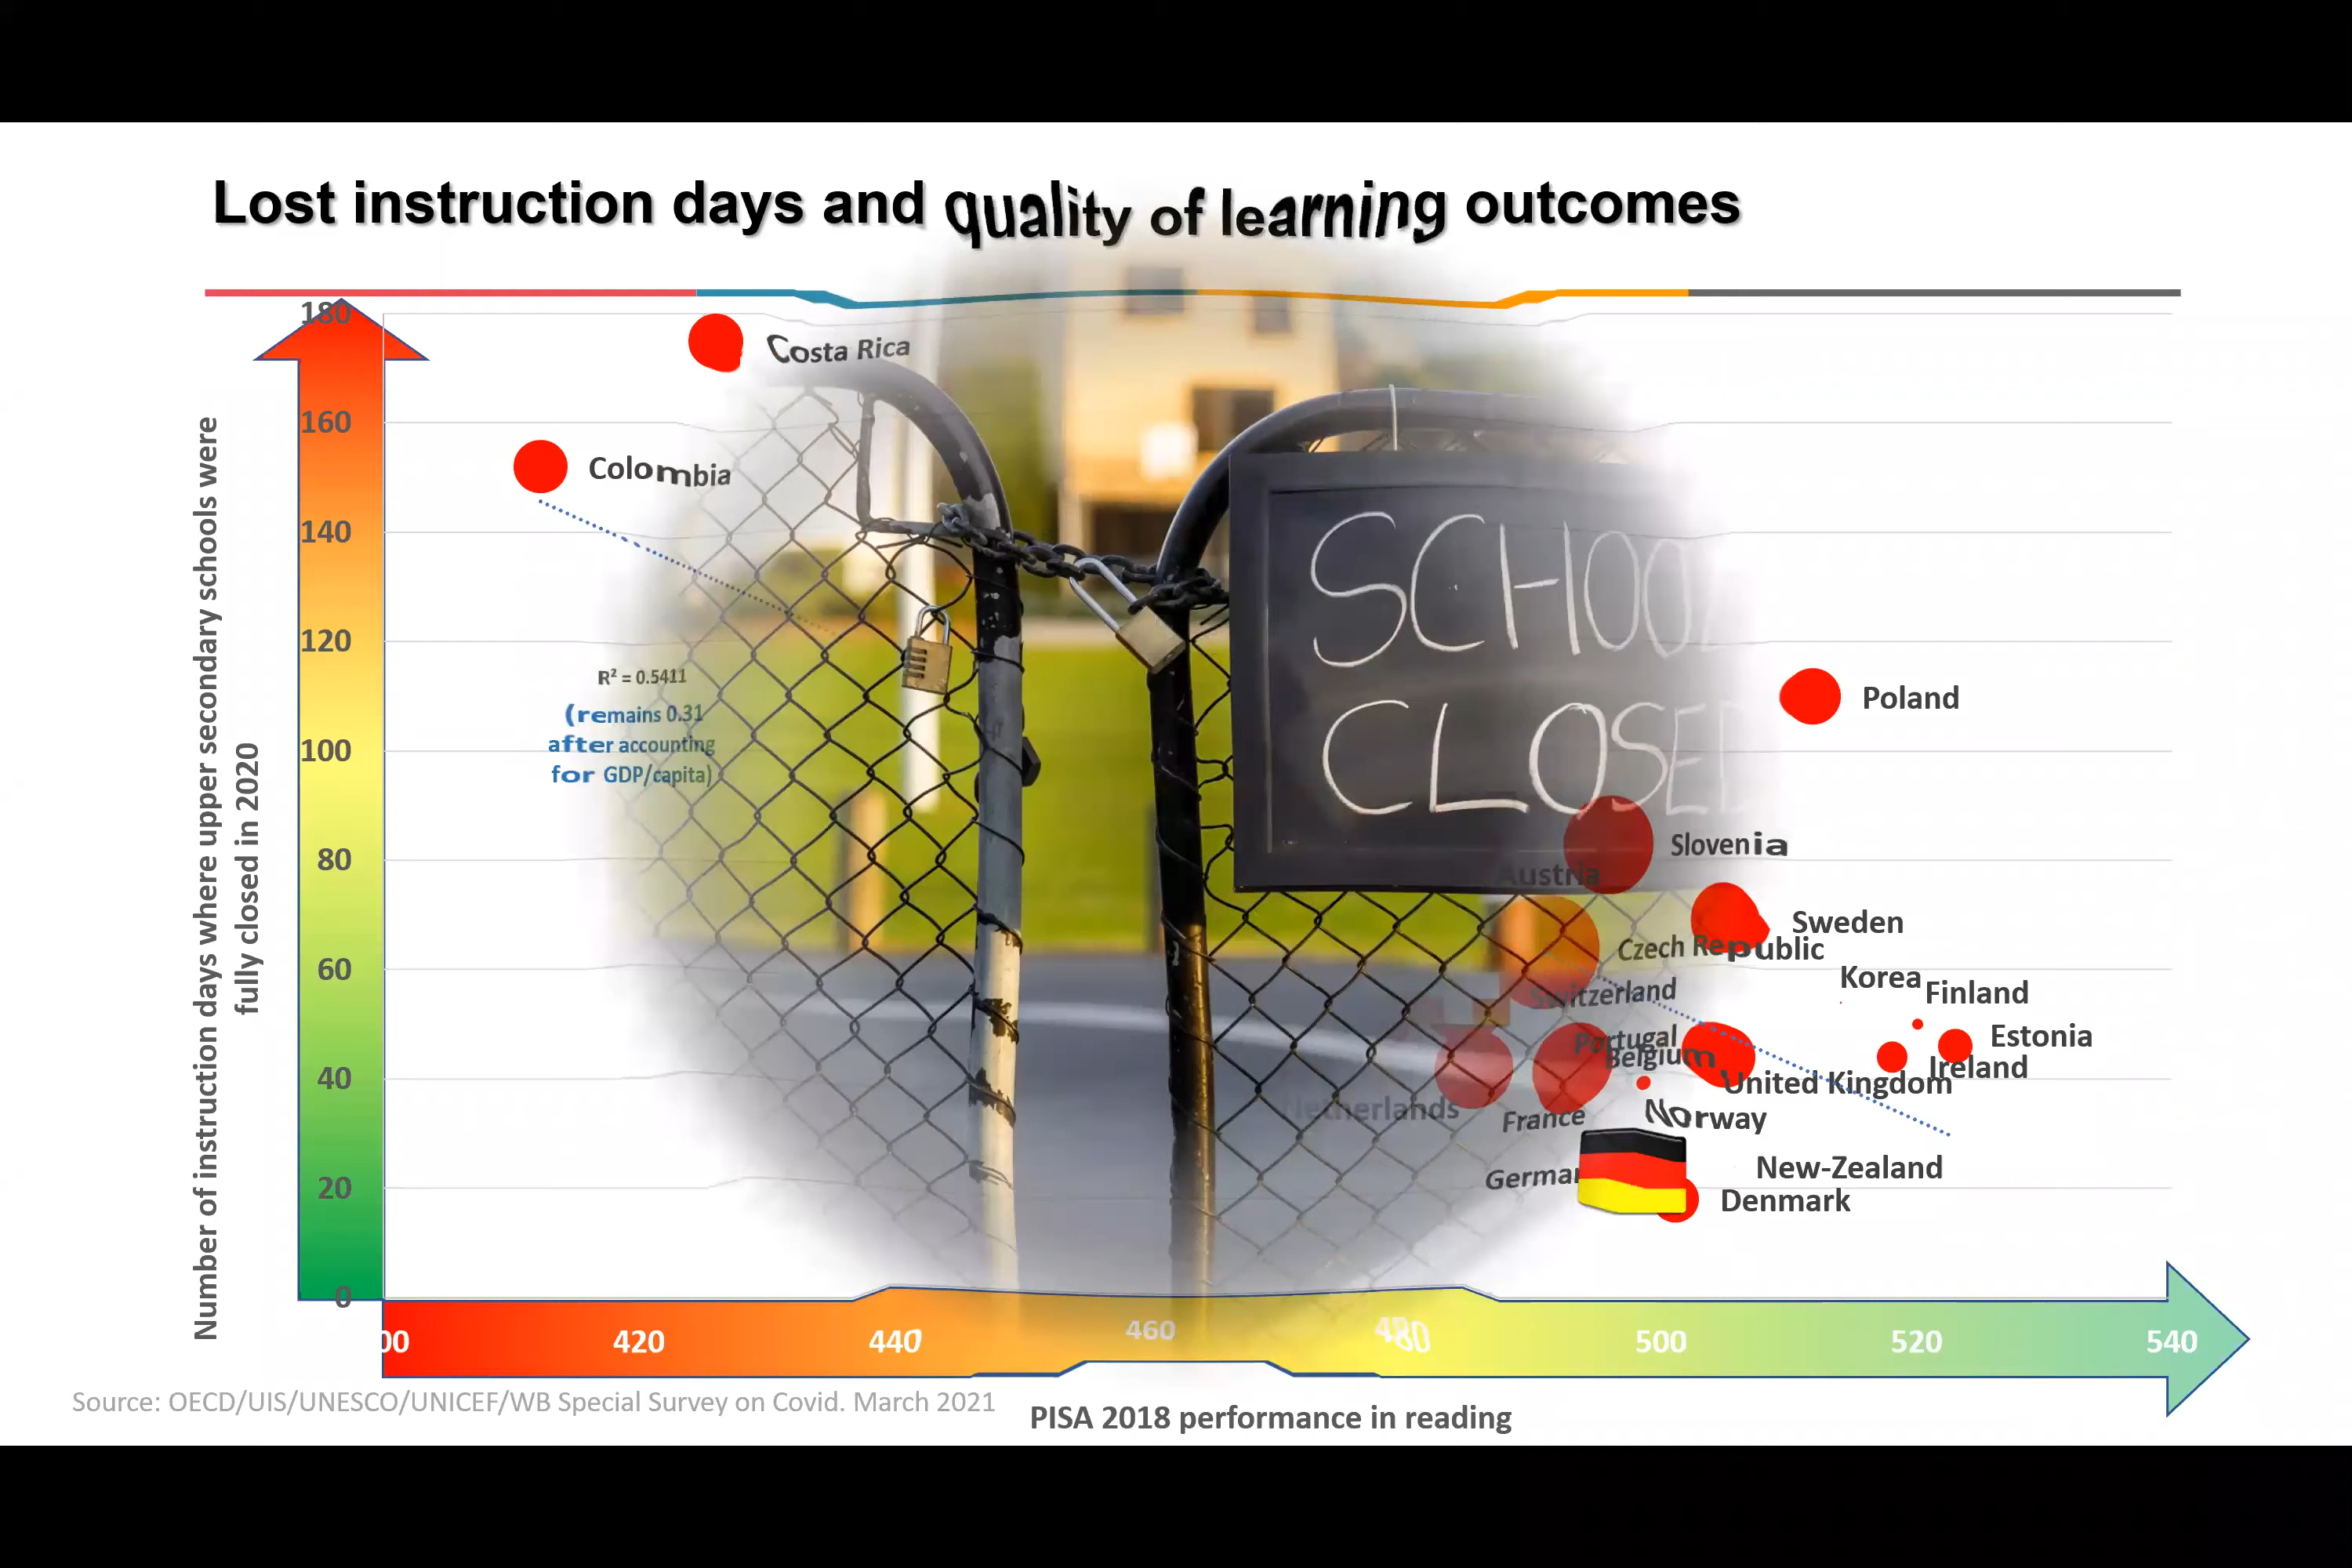 Lost instruction days and quality of learning outcomes
Number of instruction days where upper secondary schools were
fully closed in 2020
180
160
140
120
100
80
60
40
20
0
Costa Rica
Colombia
R² = 0.5411
(remains 0.31
after accounting
for GDP/capita)
SCHOOL
CLOSED
Poland
Slovenia
Austria
Sweden
Czech Republic
Korea
Finland
Switzerland
Estonia
Portugal
Belgium
Ireland
United Kingdom
Netherlands
France
Norway
New-Zealand
German
Denmark
00
420
440
460
480
500
520
540
Source: OECD/UIS/UNESCO/UNICEF/WB Special Survey on Covid. March 2021
PISA 2018 performance in reading